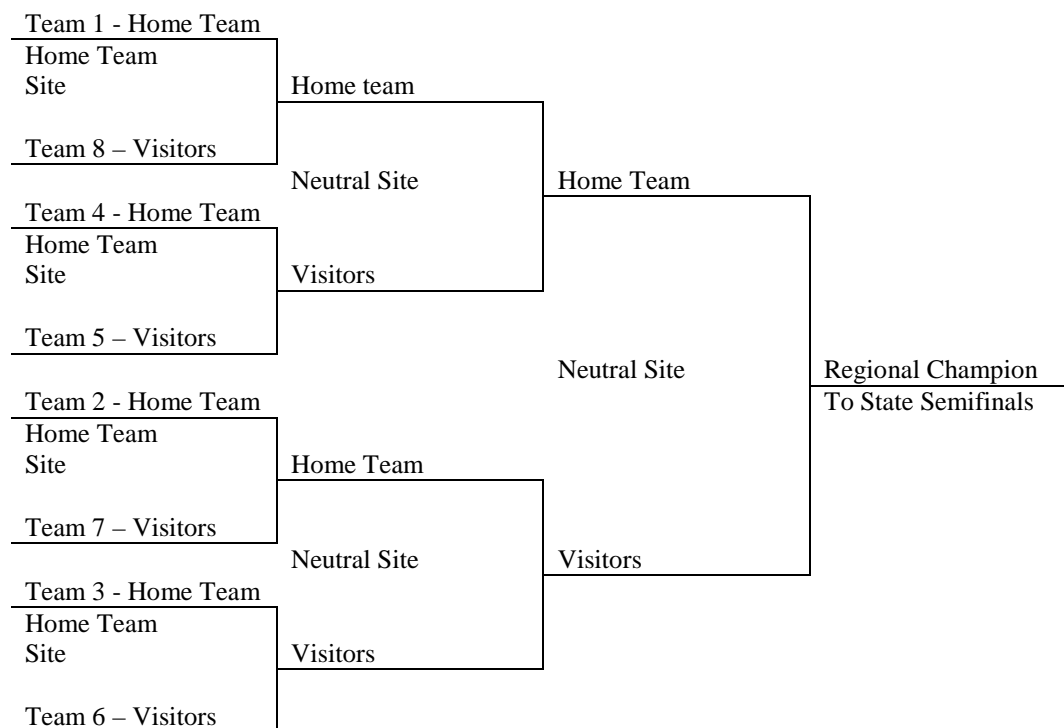 Team 1 - Home Team
Home Team
Site
Home team
Team 8 – Visitors
Neutral Site
Home Team
Team 4 - Home Team
Home Team
Site
Visitors
Team 5 – Visitors
Neutral Site
Regional Champion
Team 2 - Home Team
To State Semifinals
Home Team
Site
Home Team
Team 7 – Visitors
Neutral Site
Visitors
Team 3 - Home Team
Home Team
Site
Visitors
Team 6 – Visitors